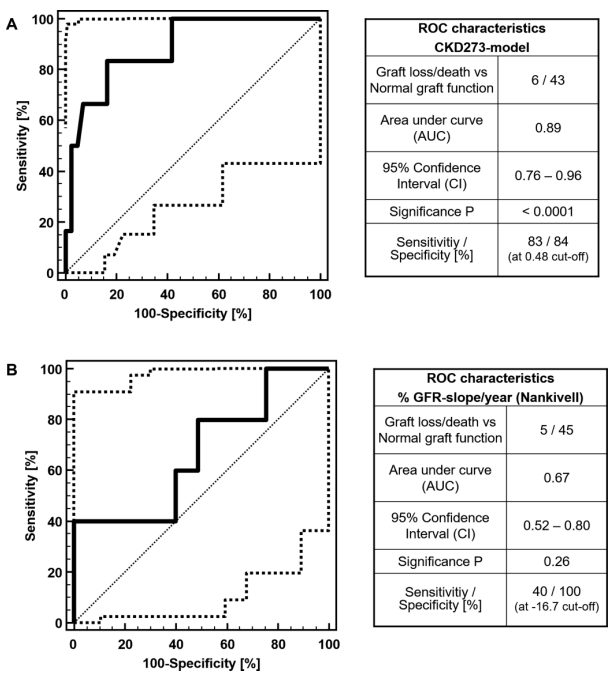 A
100
80
60
40
20
0
Sensitivity [%]
0 20 40 60 80 100
100-Specificity [%]
ROC characteristics
CKD273-model
Graft loss/death vs
Normal graft function
6 / 43
Area under curve
(AUC)
0.89
95% Confidence
Interval (CI)
0.76 – 0.96
Significance P
< 0.0001
Sensitivitiy /
Specificity [%]
83 / 84
(at 0.48 cut-off)
B
100
80
60
40
20
0
Sensitivity [%]
0 20 40 60 80 100
100-Specificity [%]
ROC characteristics
% GFR-slope/year (Nankivell)
Graft loss/death vs
Normal graft function
5 / 45
Area under curve
(AUC)
0.67
95% Confidence
Interval (CI)
0.52 – 0.80
Significance P
0.26
Sensitivitiy /
Specificity [%]
40 / 100
(at -16.7 cut-off)